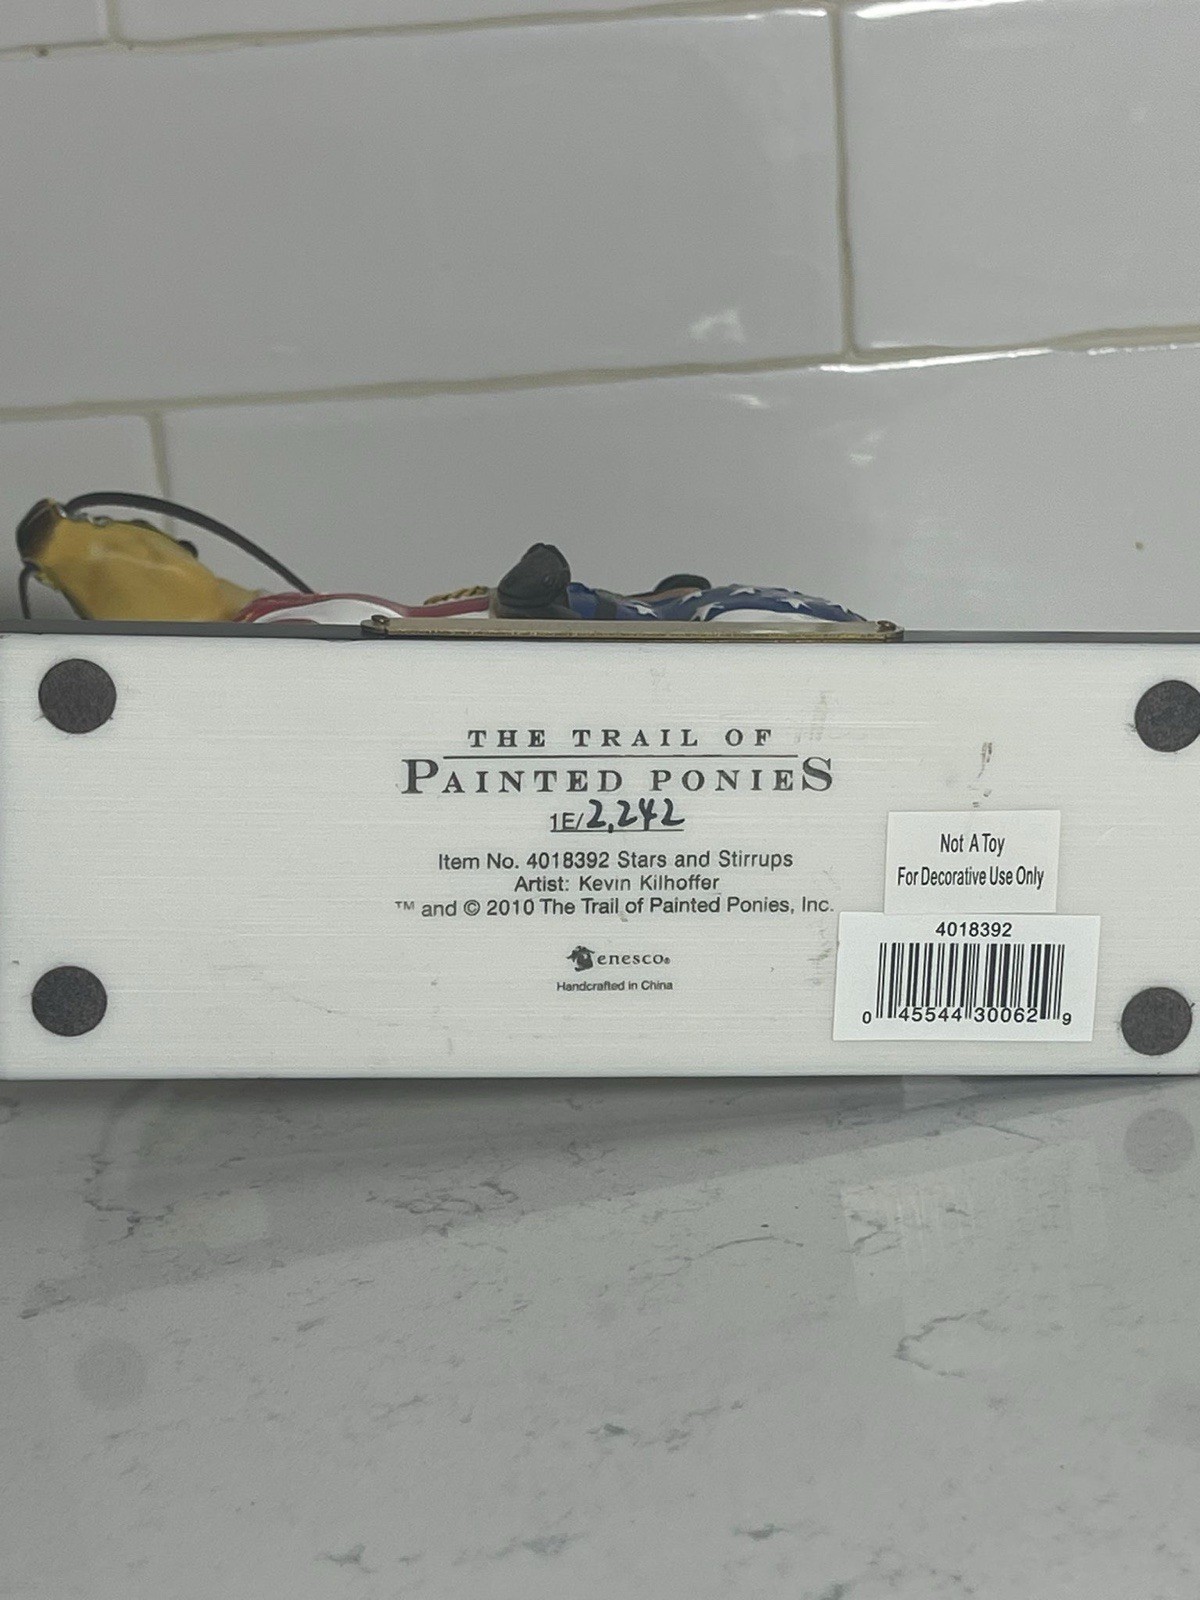 THE TRAIL OF
PAINTED PONIES
1E/2,242
Item No. 4018392 Stars and Stirrups
Artist: Kevin Kilhoffer
™ and © 2010 The Trail of Painted Ponies, Inc.
enesco®
Handcrafted in China
Not A Toy
For Decorative Use Only
4018392
0 45544 30062 9